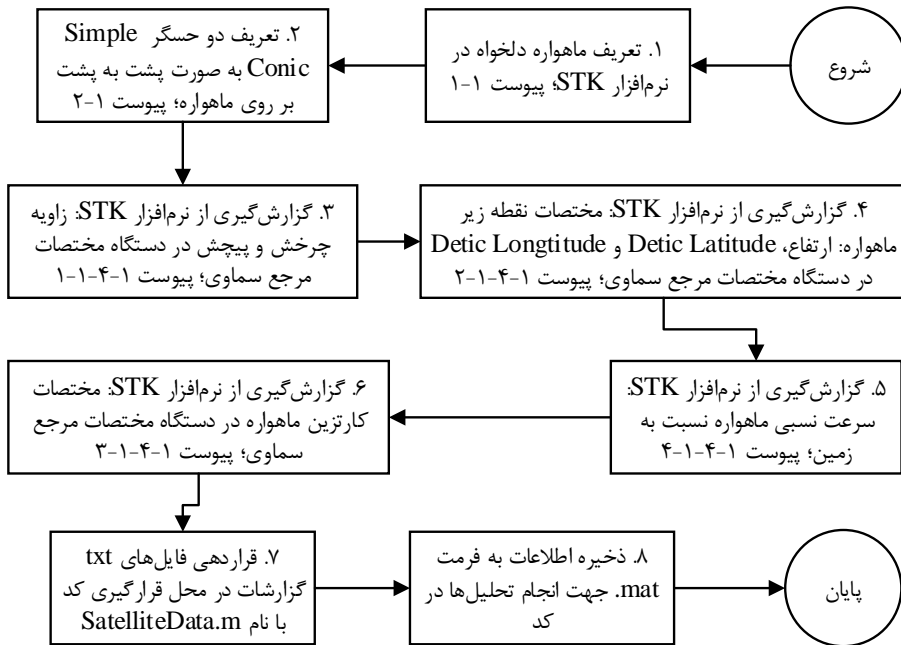 شروع
۱. تعریف ماهواره دلخواه در
نرم‌افزار STK؛ پیوست ۱-۱
۲. تعریف دو حسگر Simple
Conic به صورت پشت به پشت
بر روی ماهواره؛ پیوست ۱-۲
۳. گزارش‌گیری از نرم‌افزار STK: زاویه
چرخش و پیچش در دستگاه مختصات
مرجع سماوی؛ پیوست ۱-۴-۱-۱
۴. گزارش‌گیری از نرم‌افزار STK: مختصات نقطه زیر
ماهواره: ارتفاع، Detic Latitude و Detic Longtitude
در دستگاه مختصات مرجع سماوی؛ پیوست ۱-۴-۱-۲
۵. گزارش‌گیری از نرم‌افزار STK:
سرعت نسبی ماهواره نسبت به
زمین؛ پیوست ۱-۴-۱-۴
۶. گزارش‌گیری از نرم‌افزار STK: مختصات
کارتزین ماهواره در دستگاه مختصات مرجع
سماوی؛ پیوست ۱-۴-۱-۳
۷. قراردهی فایل‌های txt
گزارشات در محل قرارگیری کد
با نام SatelliteData.m
۸. ذخیره اطلاعات به فرمت
.mat جهت انجام تحلیل‌ها در
کد
پایان